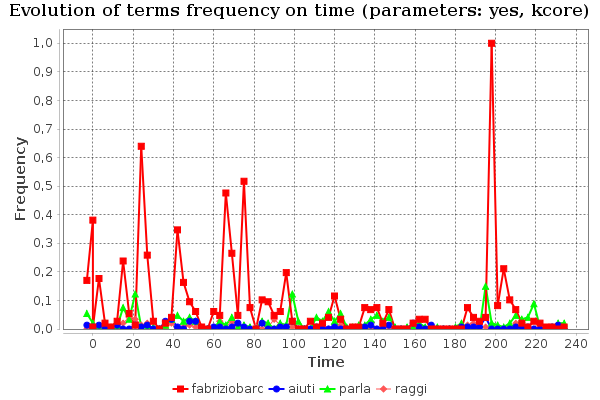 Evolution of terms frequency on time (parameters: yes, kcore)
1,0
0,9
0,8
0,7
0,6
0,5
0,4
0,3
0,2
0,1
0,0
Frequency
0 20 40 60 80 100 120 140 160 180 200 220 240
Time
fabriziobarc aiuti parla raggi